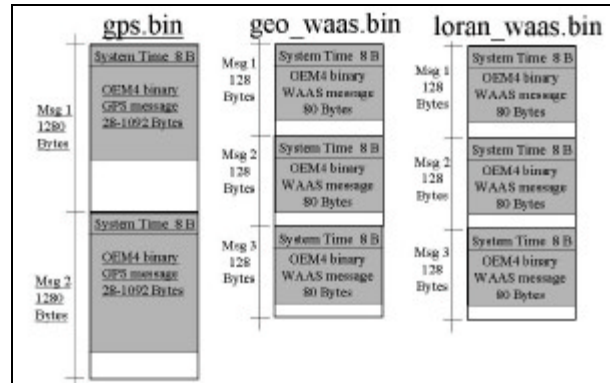 gps.bin
System Time 8 B
Msg 1
1280
Bytes
OEM4 binary
GPS message
28-1092 Bytes
System Time 8 B
Msg 2
1280
Bytes
OEM4 binary
GPS message
28-1092 Bytes
geo_waas.bin
System Time 8 B
Msg 1
128
Bytes
OEM4 binary
WAAS message
80 Bytes
System Time 8 B
Msg 2
128
Bytes
OEM4 binary
WAAS message
80 Bytes
System Time 8 B
Msg 3
128
Bytes
OEM4 binary
WAAS message
80 Bytes
loran_waas.bin
System Time 8 B
Msg 1
128
Bytes
OEM4 binary
WAAS message
80 Bytes
System Time 8 B
Msg 2
128
Bytes
OEM4 binary
WAAS message
80 Bytes
System Time 8 B
Msg 3
128
Bytes
OEM4 binary
WAAS message
80 Bytes